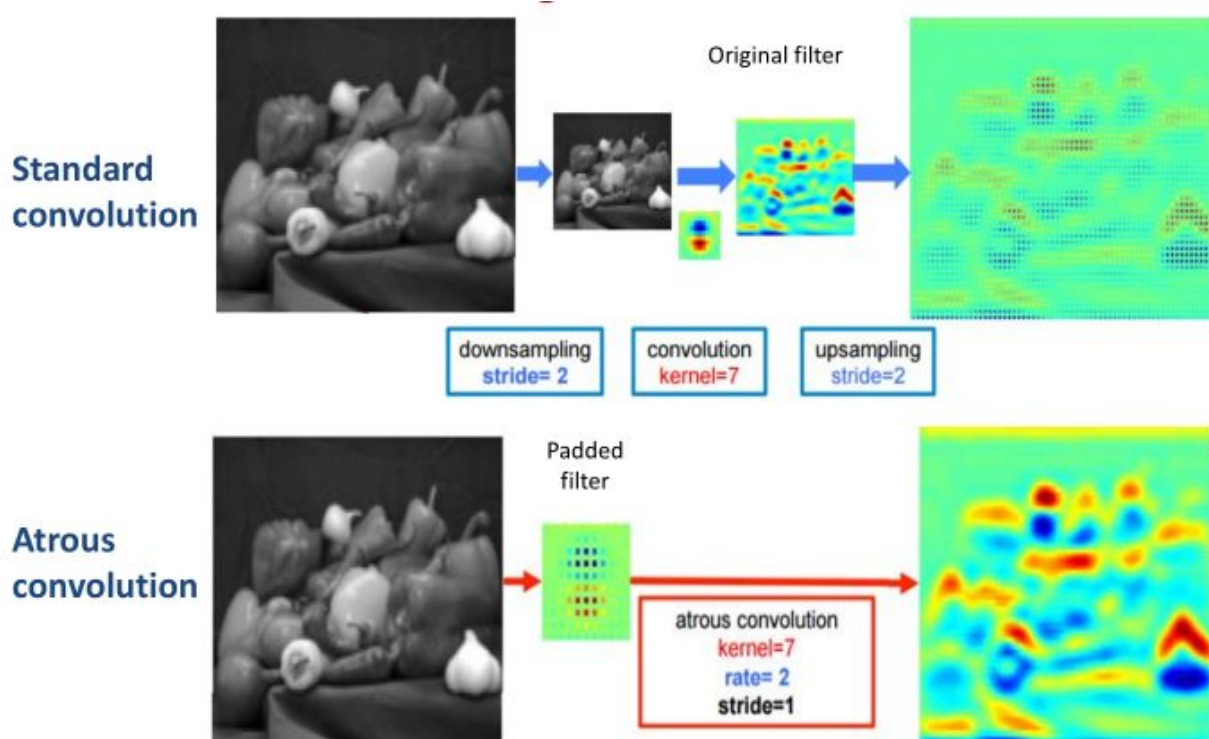 Original filter
Standard
convolution
downsampling
stride= 2
convolution
kernel=7
upsampling
stride=2
Padded
filter
Atrous
convolution
atrous convolution
kernel=7
rate= 2
stride=1